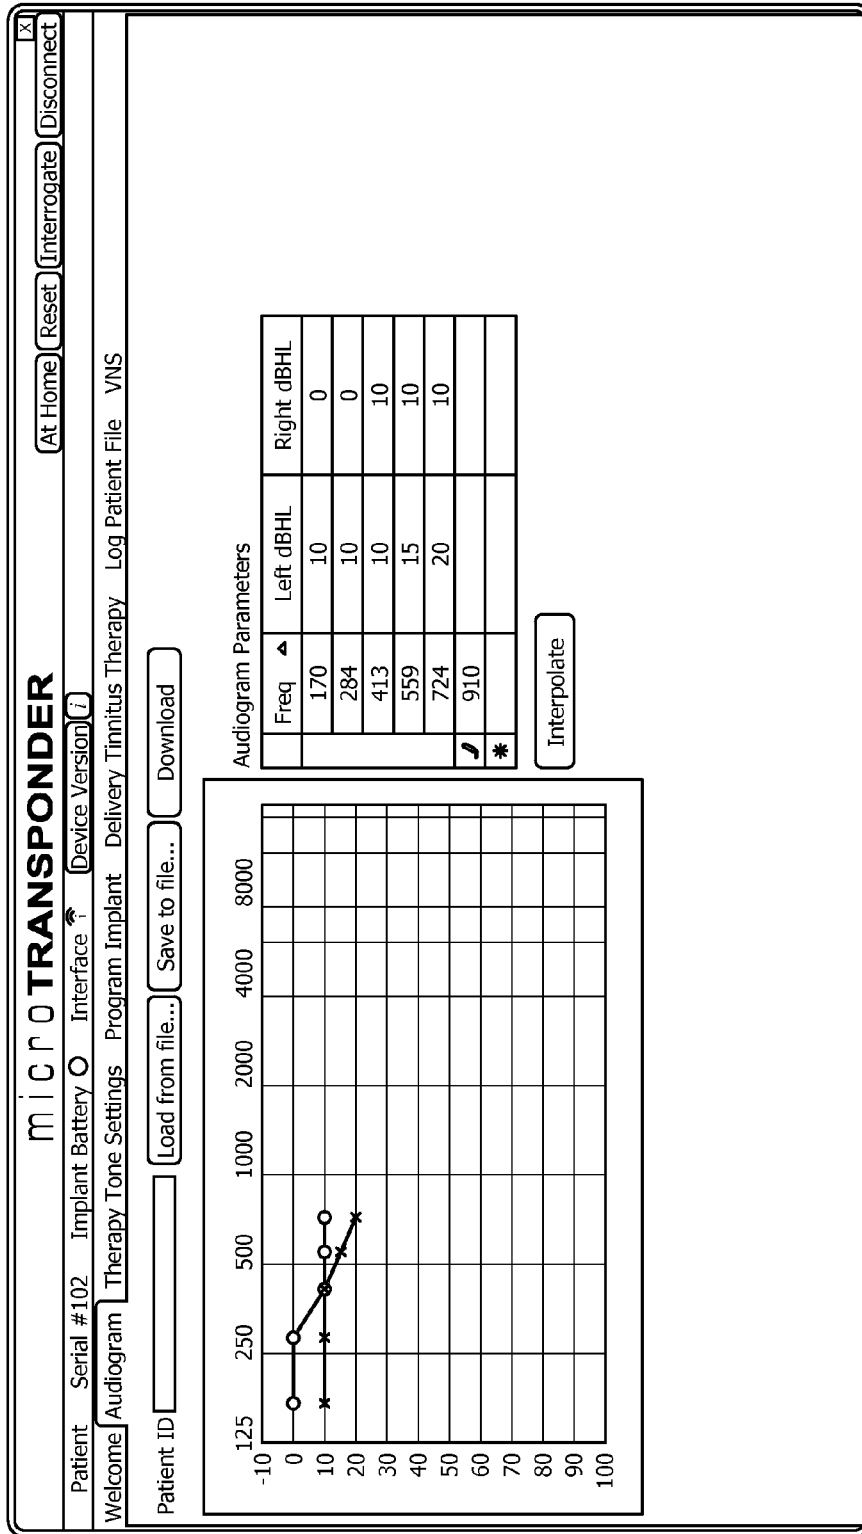 microTRANSPONDER
X
At Home Reset Interrogate Disconnect
Patient Serial #102 Implant Battery Interface Device Version i
Welcome Audiogram Therapy Tone Settings Program Implant Delivery Tinnitus Therapy Log Patient File VNS
Patient ID Load from file... Save to file... Download
125 250 500 1000 2000 4000 8000
-10
0
10
20
30
40
50
60
70
80
90
100
Audiogram Parameters
Freq Left dBHL Right dBHL
170 10 0
284 10 0
413 10 10
559 15 10
724 20 10
910
*
Interpolate